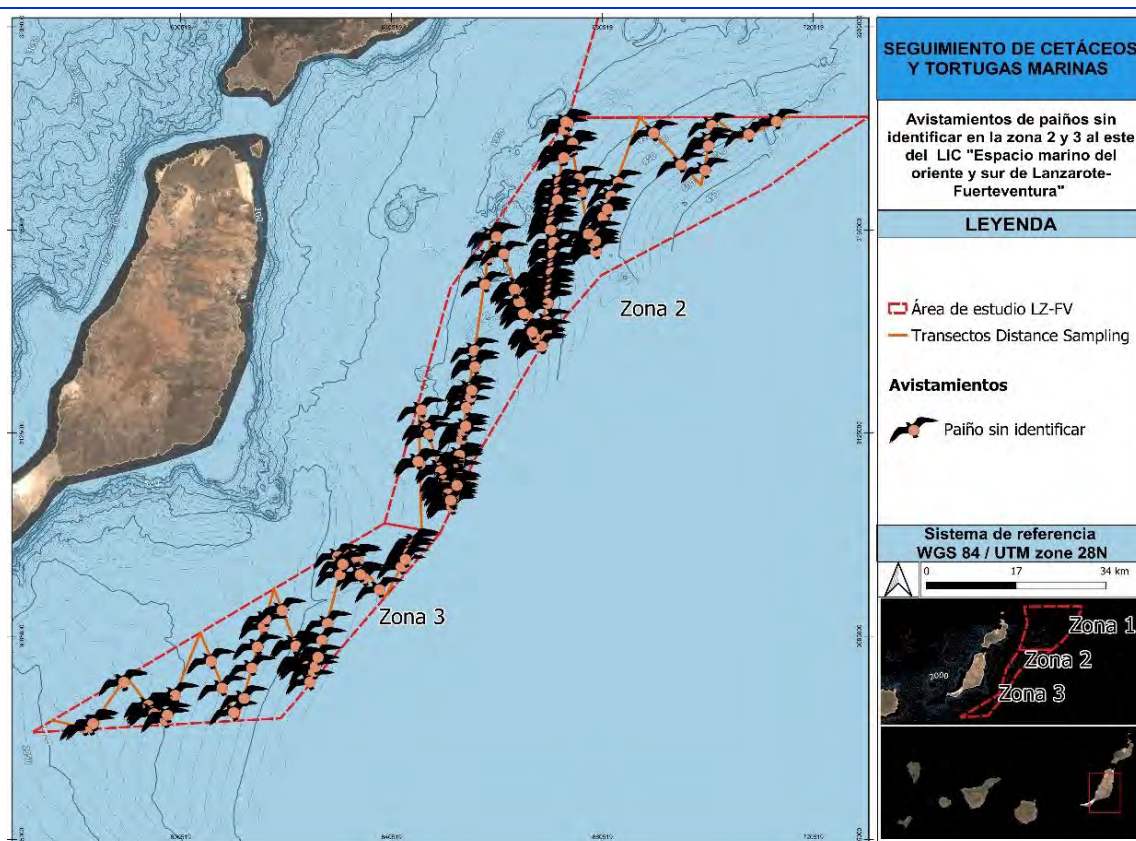 SEGUIMIENTO DE CETÁCEOS
Y TORTUGAS MARINAS
Avistamientos de paiños sin
identificar en la zona 2 y 3 al este
del LIC "Espacio marino del
oriente y sur de Lanzarote-
Fuerteventura"
LEYENDA
Área de estudio LZ-FV
Transectos Distance Sampling
Avistamientos
Paiño sin identificar
Sistema de referencia
WGS 84 / UTM zone 28N
0 17 34 km
Zona 1
Zona 2
Zona 3
Zona 2
Zona 3